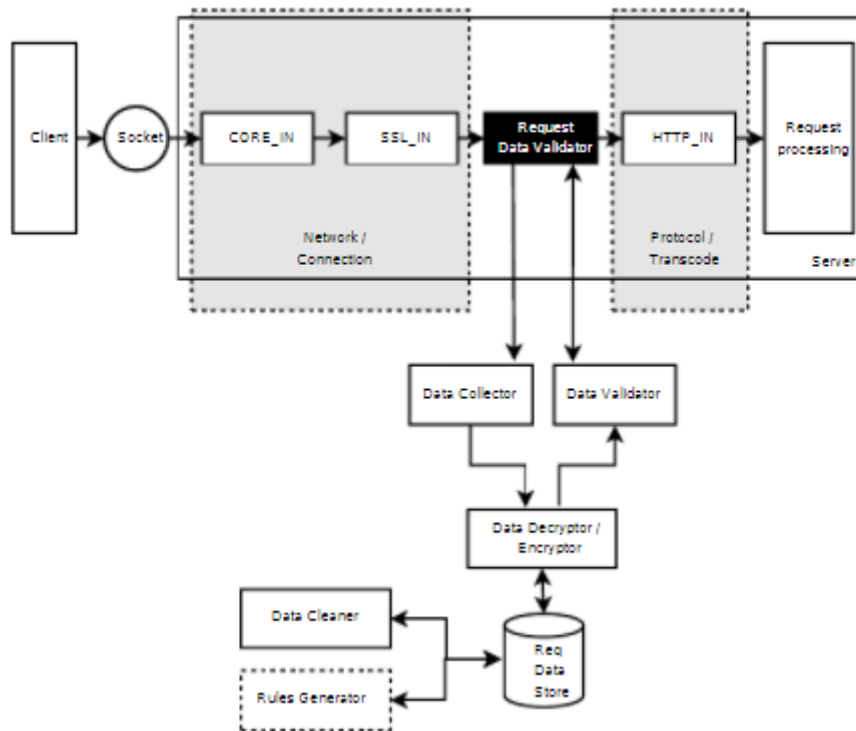 Client
Socket
CORE_IN
SSL_IN
Request
Data Validator
HTTP_IN
Request
processing
Network /
Connection
Protocol /
Transcode
Server
Data Collector
Data Validator
Data Decryptor /
Encryptor
Data Cleaner
Req
Data
Store
Rules Generator